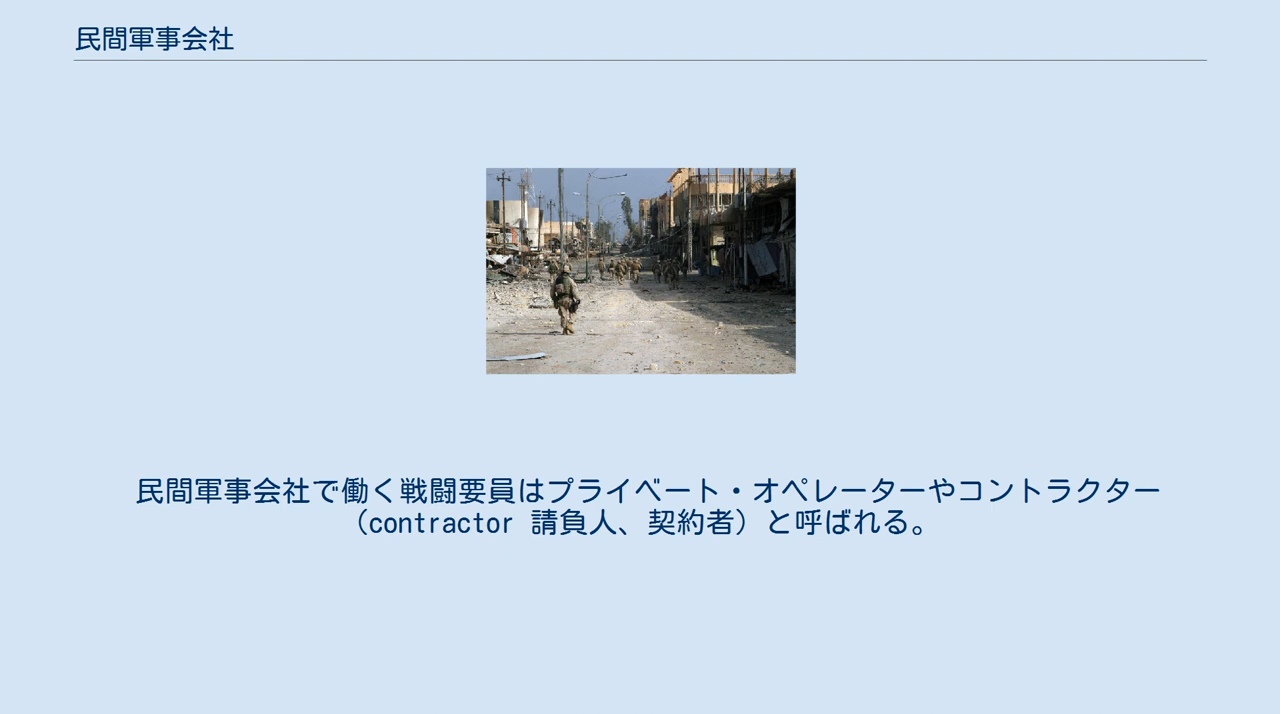 民間軍事会社
民間軍事会社で働く戦闘要員はプライベート・オペレーターやコントラクター
（contractor 請負人、契約者）と呼ばれる。